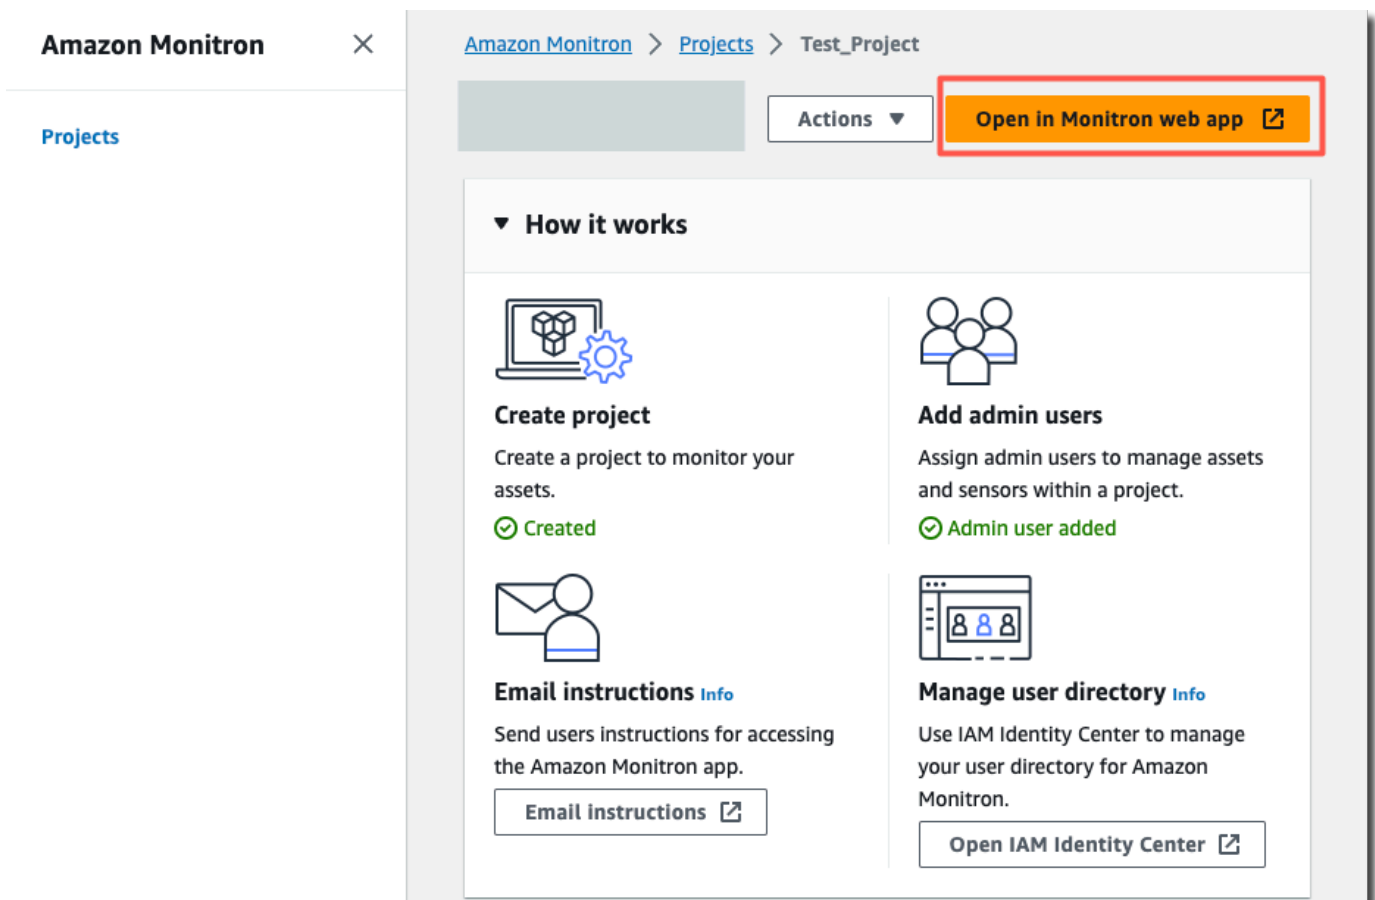 Amazon Monitron
Projects
Amazon Monitron > Projects > Test_Project
Actions
Open in Monitron web app
How it works
Create project
Create a project to monitor your
assets.
Created
Add admin users
Assign admin users to manage assets
and sensors within a project.
Admin user added
Email instructions Info
Send users instructions for accessing
the Amazon Monitron app.
Email instructions
Manage user directory Info
Use IAM Identity Center to manage
your user directory for Amazon
Monitron.
Open IAM Identity Center